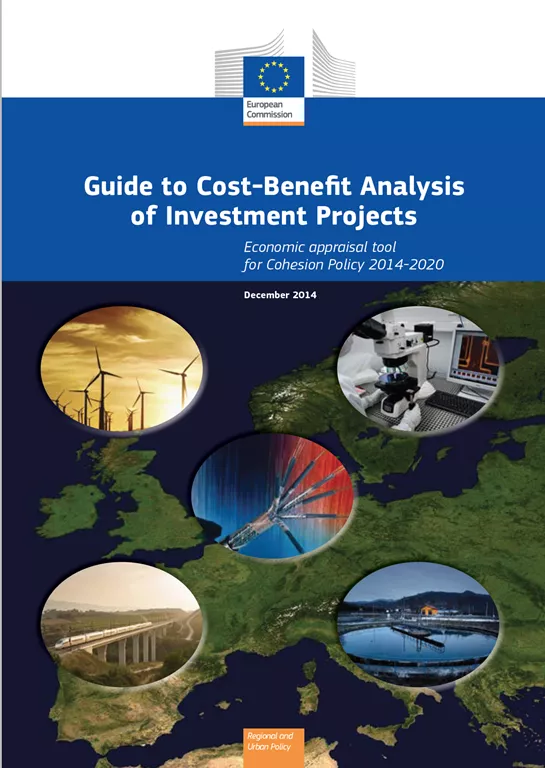 European
Commission
Guide to Cost-Benefit Analysis
of Investment Projects
Economic appraisal tool
for Cohesion Policy 2014-2020
December 2014
Regional and
Urban Policy